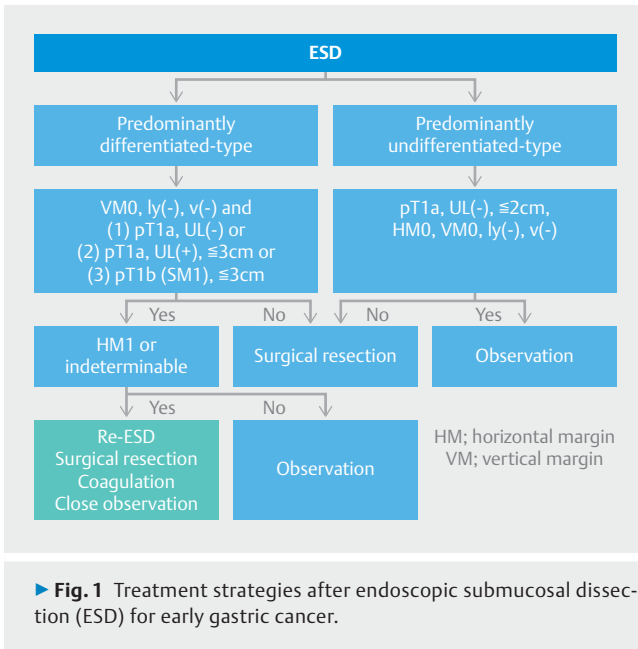 ESD
Predominantly
differentiated-type
Predominantly
undifferentiated-type
VM0, ly(-), v(-) and
(1) pT1a, UL(-) or
(2) pT1a, UL(+), ≦3cm or
(3) pT1b (SM1), ≦3cm
pT1a, UL(-), ≦2cm,
HM0, VM0, ly(-), v(-)
Yes
No
No
Yes
HM1 or
indeterminable
Surgical resection
Observation
Yes
No
Re-ESD
Surgical resection
Coagulation
Close observation
Observation
HM; horizontal margin
VM; vertical margin
▶ Fig. 1 Treatment strategies after endoscopic submucosal dissec-
tion (ESD) for early gastric cancer.